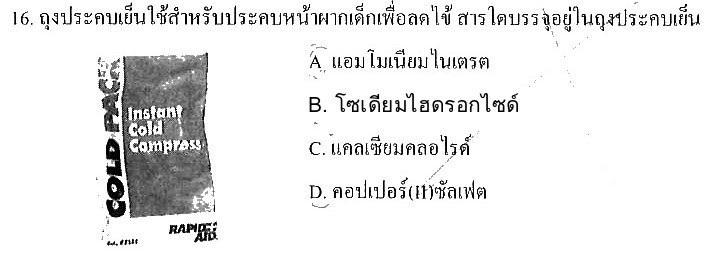 16. ถุงประคบเย็นใช้สำหรับประคบหน้าผากเด็กเพื่อลดไข้ สารใดบรรจุอยู่ในถุงประคบเย็น
A. แอมโมเนียมไนเตรต
B. โซเดียมไฮดรอกไซด์
C. แคลเซียมคลอไรด์
D. คอปเปอร์(II)ซัลเฟต
COLD PACK
Instant
Cold
Compress
RAPID
AID